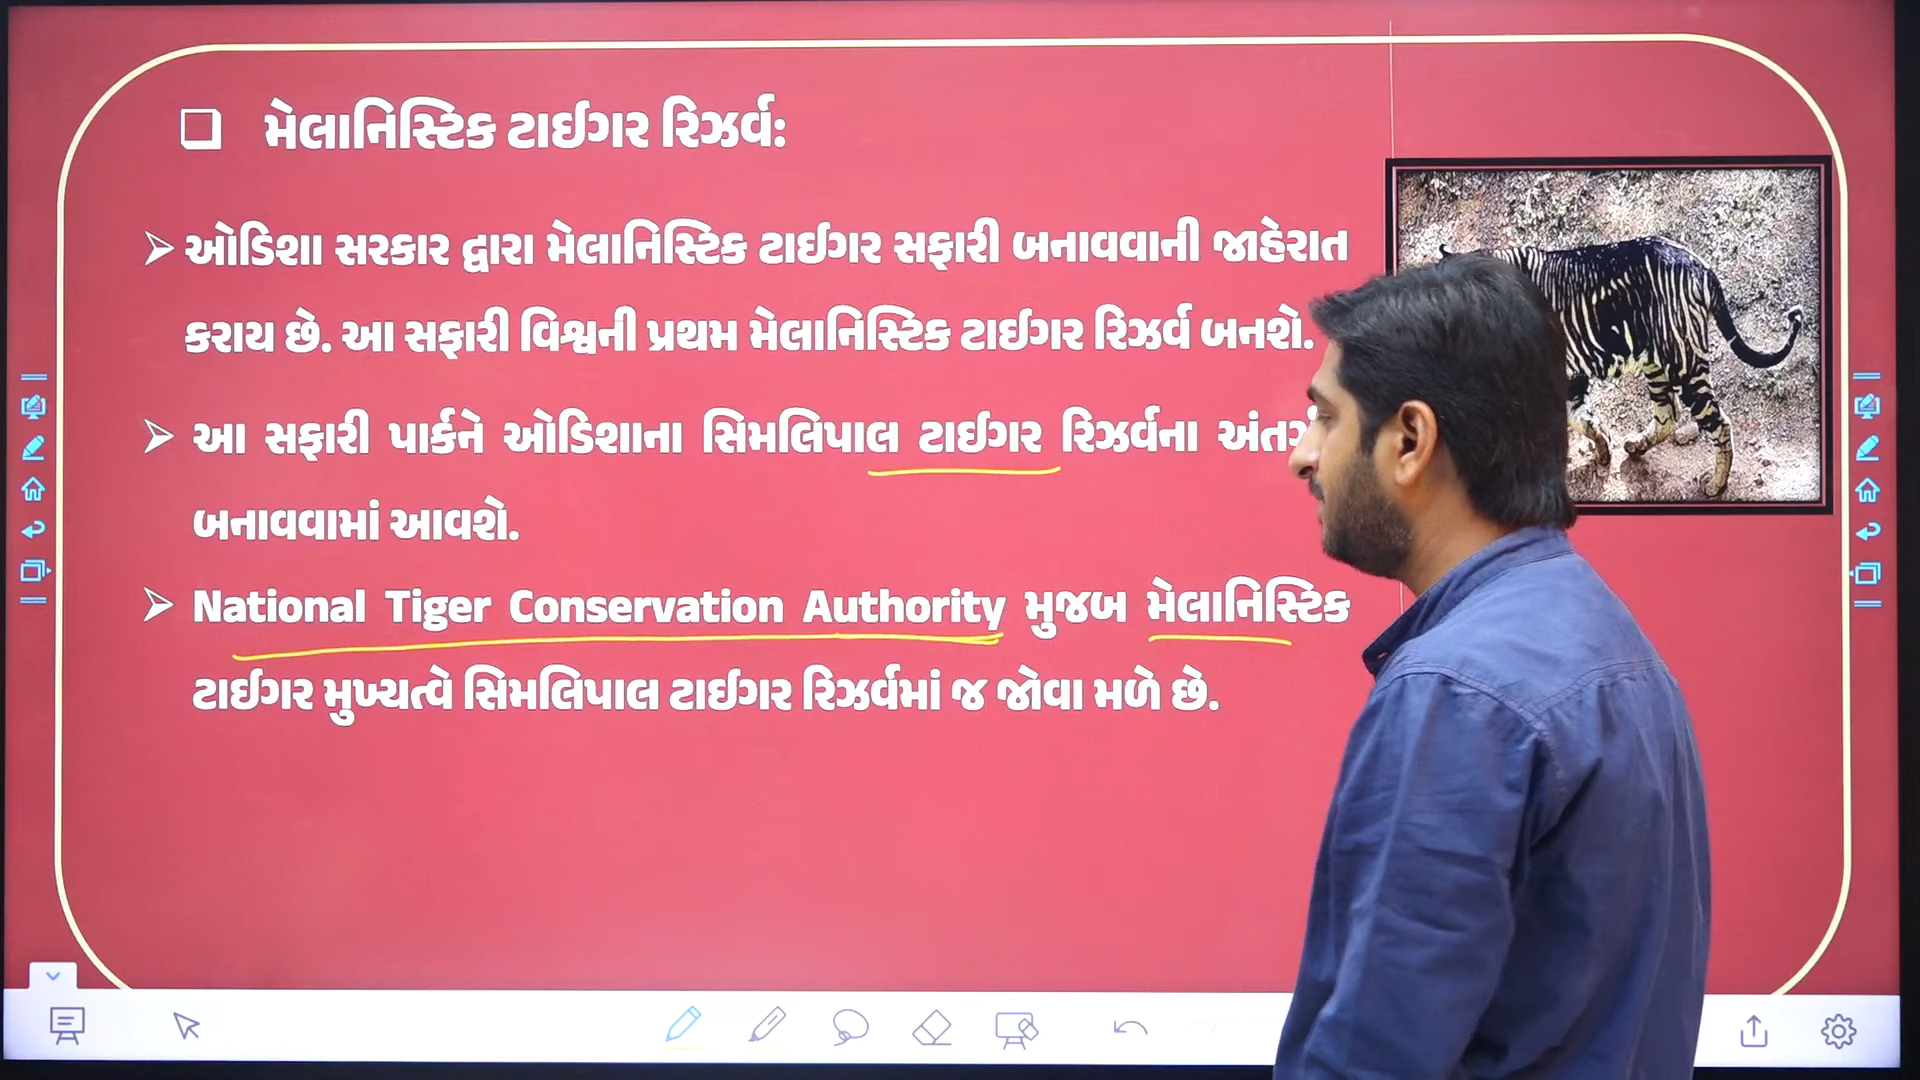 મેલાનિસ્ટિક ટાઈગર રિઝર્વ:
ઓડિશા સરકાર દ્વારા મેલાનિસ્ટિક ટાઈગર સફારી બનાવવાની જાહેરાત
કરાય છે. આ સફારી વિશ્વની પ્રથમ મેલાનિસ્ટિક ટાઈગર રિઝર્વ બનશે.
આ સફારી પાર્કને ઓડિશાના સિમલિપાલ ટાઈગર રિઝર્વના
બનાવવામાં આવશે.
National Tiger Conservation Authority મુજબ મેલાનિસ્ટિક
ટાઈગર મુખ્યત્વે સિમલિપાલ ટાઈગર રિઝર્વમાં જ જોવા મળે છે.